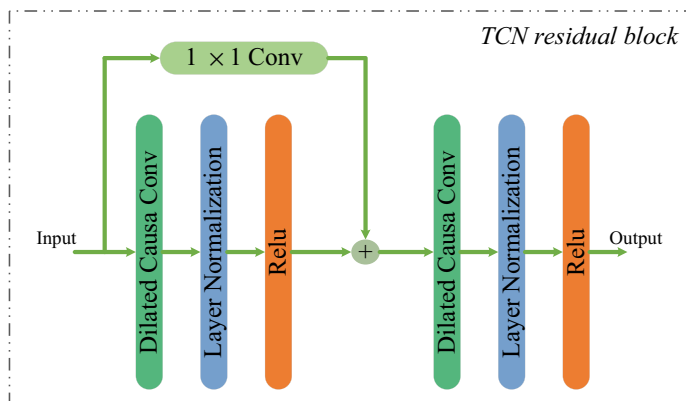 TCN residual block
1 × 1 Conv
Input
Dilated Causa Conv
Layer Normalization
Relu
+
Dilated Causa Conv
Layer Normalization
Relu
Output